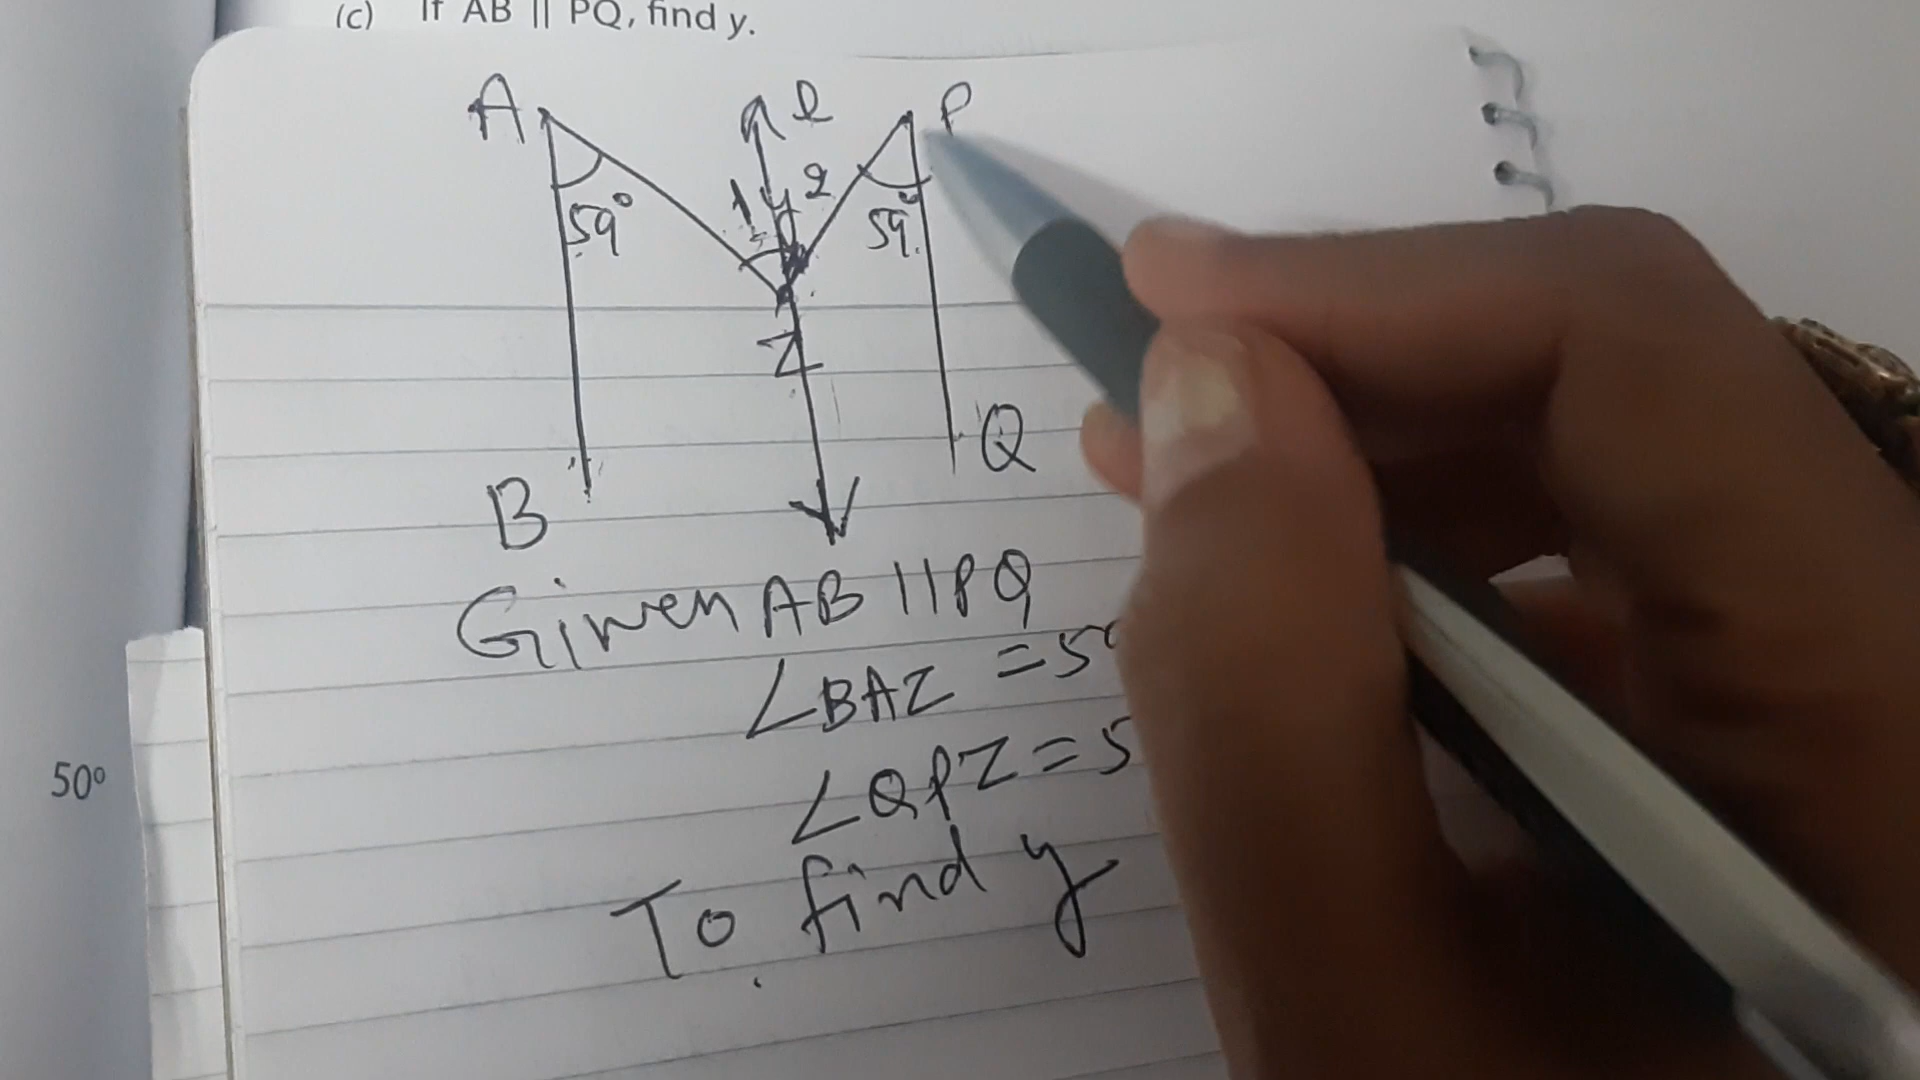 (c) If AB || PQ, find y.
A l P
1 y 2
59° 59°
Z
Q
B
Given AB || PQ
∠BAZ = 5
∠QPZ = 5
50°
To find y